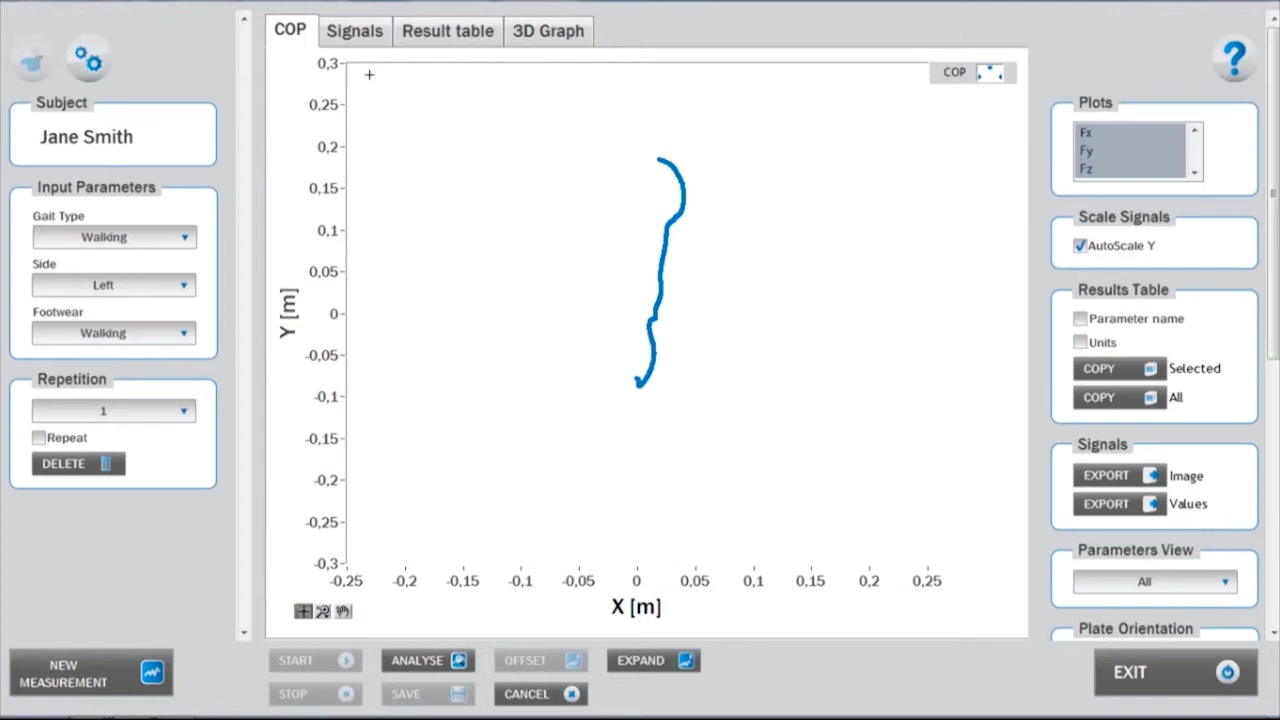 COP
Signals
Result table
3D Graph
Subject
Jane Smith
Input Parameters
Gait Type
Walking
Side
Left
Footwear
Walking
Repetition
1
Repeat
DELETE
NEW
MEASUREMENT
0,3
0,25
0,2
0,15
0,1
0,05
0
-0,05
-0,1
-0,15
-0,2
-0,25
-0,3
Y [m]
-0,25
-0,2
-0,15
-0,1
-0,05
0
0,05
0,1
0,15
0,2
0,25
X [m]
COP
START
ANALYSE
OFFSET
EXPAND
STOP
SAVE
CANCEL
?
Plots
Fx
Fy
Fz
Scale Signals
AutoScale Y
Results Table
Parameter name
Units
COPY Selected
COPY All
Signals
EXPORT Image
EXPORT Values
Parameters View
All
Plate Orientation
EXIT